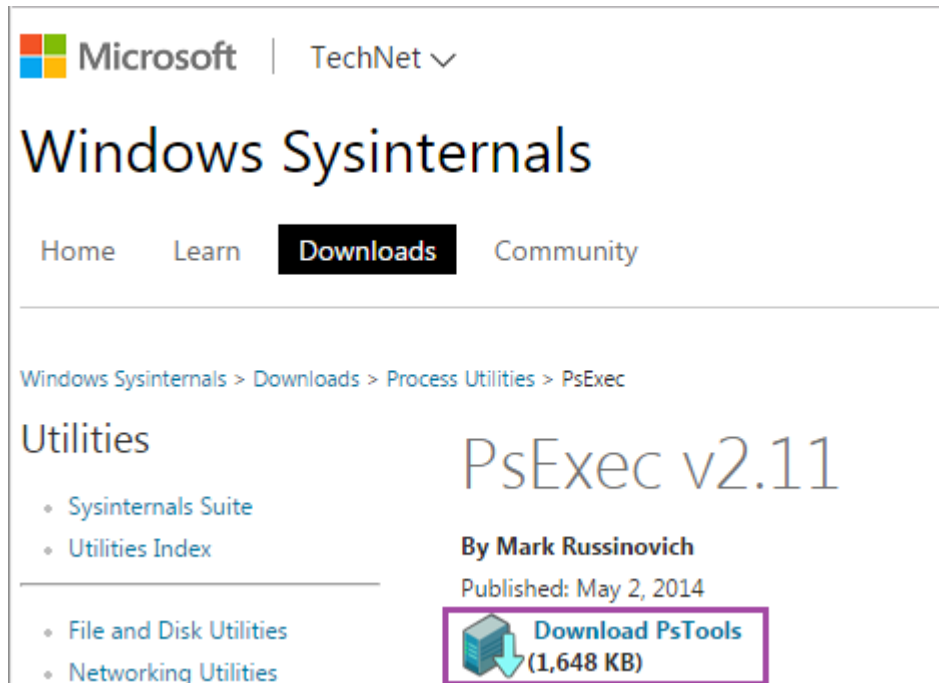 Microsoft | TechNet
Windows Sysinternals
Home Learn Downloads Community
Windows Sysinternals > Downloads > Process Utilities > PsExec
Utilities
Sysinternals Suite
Utilities Index
File and Disk Utilities
Networking Utilities
PsExec v2.11
By Mark Russinovich
Published: May 2, 2014
Download PsTools
(1,648 KB)